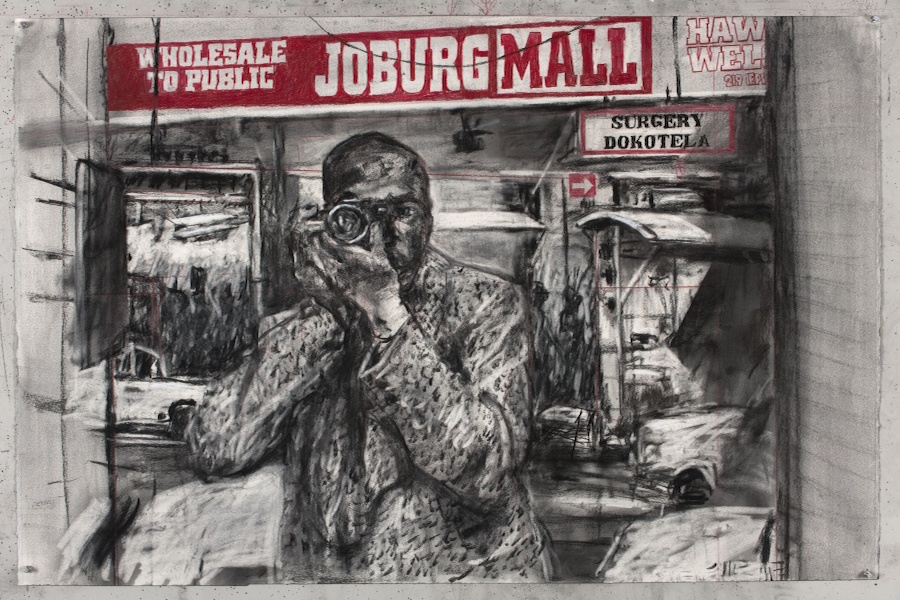 WHOLESALE
TO PUBLIC
JOBURG MALL
HAW
WEL
SURGERY
DOKOTELA